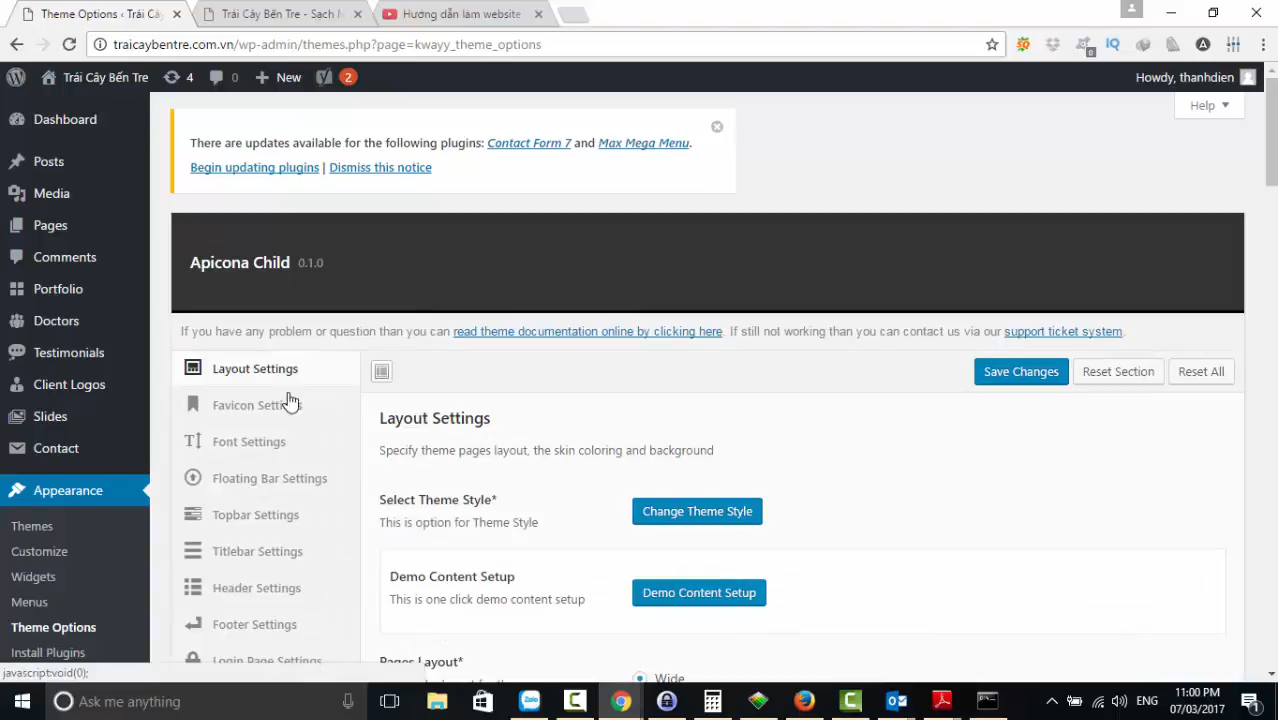 Theme Options ‹ Trái Câ
Trái Cây Bến Tre - Sạch N
Hướng dẫn làm website
traicaybentre.com.vn/wp-admin/themes.php?page=kwayy_theme_options
Trái Cây Bến Tre
4
0
New
2
Howdy, thanhdien
Help
Dashboard
Posts
Media
Pages
Comments
Portfolio
Doctors
Testimonials
Client Logos
Slides
Contact
Appearance
Themes
Customize
Widgets
Menus
Theme Options
Install Plugins
There are updates available for the following plugins: Contact Form 7 and Max Mega Menu.
Begin updating plugins | Dismiss this notice
Apicona Child 0.1.0
If you have any problem or question than you can read theme documentation online by clicking here. If still not working than you can contact us via our support ticket system.
Layout Settings
Favicon Settings
Font Settings
Floating Bar Settings
Topbar Settings
Titlebar Settings
Header Settings
Footer Settings
Login Page Settings
Save Changes
Reset Section
Reset All
Layout Settings
Specify theme pages layout, the skin coloring and background
Select Theme Style*
This is option for Theme Style
Change Theme Style
Demo Content Setup
This is one click demo content setup
Demo Content Setup
Pages Layout*
Wide
javascript:void(0);
Ask me anything
ENG
11:00 PM
07/03/2017
1